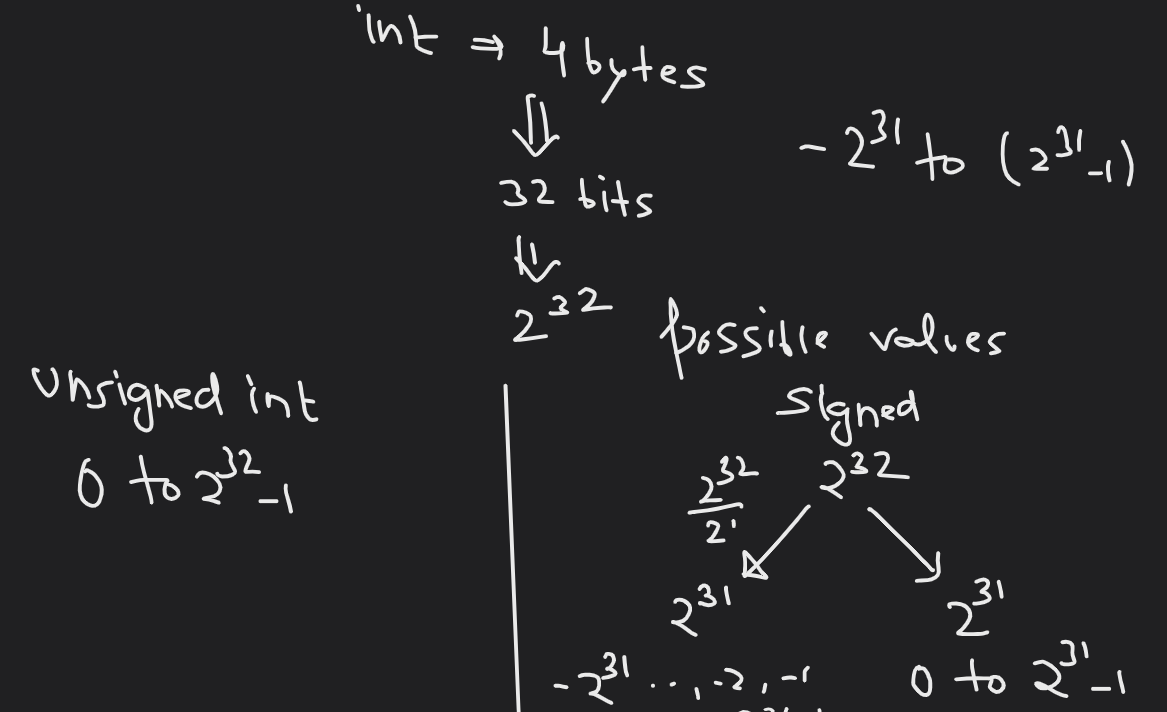 int ⇒ 4 bytes
⇓
- 2³¹ to (2³¹-1)
32 bits
⇓
2³² possible values
unsigned int
0 to 2³²-1
signed
2³²/2¹ 2³²
2³¹ 2³¹
-2³¹ ..., -2, -1 0 to 2³¹-1